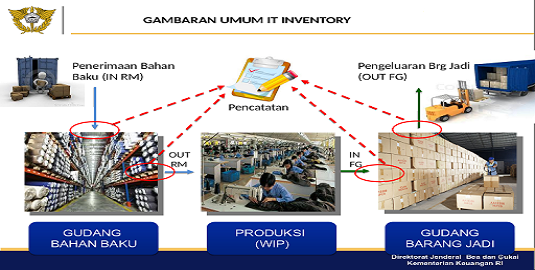 GAMBARAN UMUM IT INVENTORY
Penerimaan Bahan
Baku (IN RM)
Pencatatan
Pengeluaran Brg Jadi
(OUT FG)
OUT
RM
IN
FG
GUDANG
BAHAN BAKU
PRODUKSI
(WIP)
GUDANG
BARANG JADI
Direktorat Jenderal Bea dan Cukai
Kementerian Keuangan RI